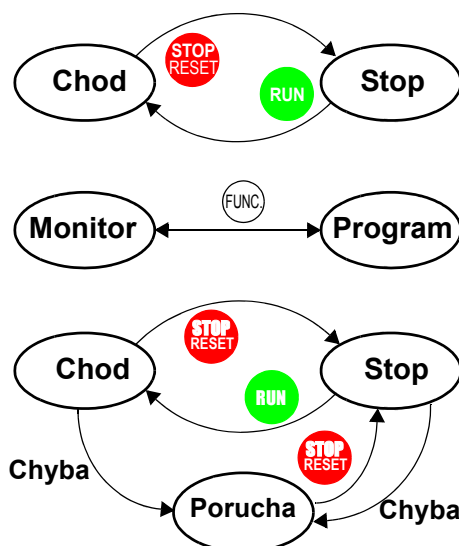 STOP
RESET
Chod
Stop
RUN
FUNC.
Monitor
Program
STOP
RESET
Chod
Stop
RUN
STOP
RESET
Chyba
Porucha
Chyba